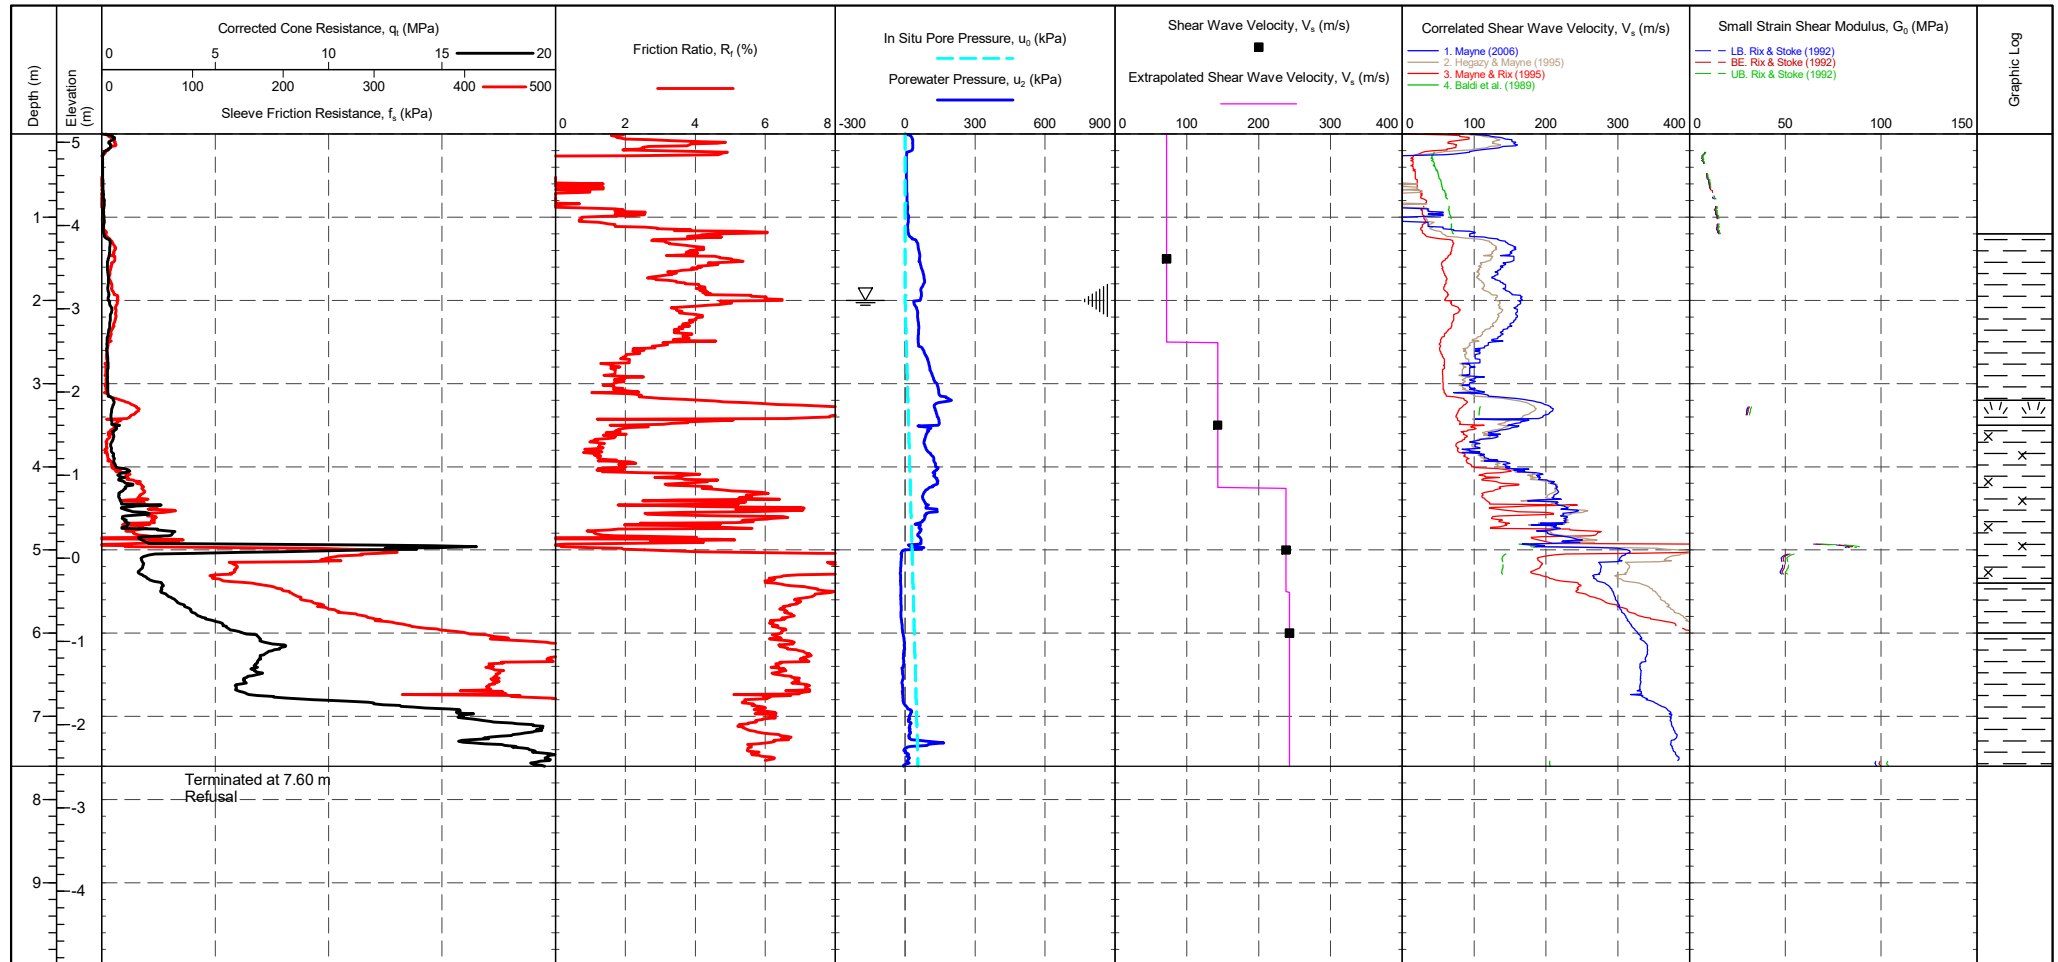 Depth (m)
Elevation (m)
Corrected Cone Resistance, qt (MPa)
0 5 10 15 20
0 100 200 300 400 500
Sleeve Friction Resistance, fs (kPa)
Friction Ratio, Rf (%)
0 2 4 6 8
In Situ Pore Pressure, u0 (kPa)
Porewater Pressure, u2 (kPa)
-300 0 300 600 900
Shear Wave Velocity, Vs (m/s)
Extrapolated Shear Wave Velocity, Vs (m/s)
0 100 200 300 400
Correlated Shear Wave Velocity, Vs (m/s)
1. Mayne (2006)
2. Hegazy & Mayne (1995)
3. Mayne & Rix (1995)
4. Baldi et al. (1989)
0 100 200 300 400
Small Strain Shear Modulus, G0 (MPa)
LB. Rix & Stoke (1992)
BE. Rix & Stoke (1992)
UB. Rix & Stoke (1992)
0 50 100 150
Graphic Log
5
1
4
2
3
3
2
4
1
5
0
6
-1
7
-2
8
-3
9
-4
Terminated at 7.60 m
Refusal